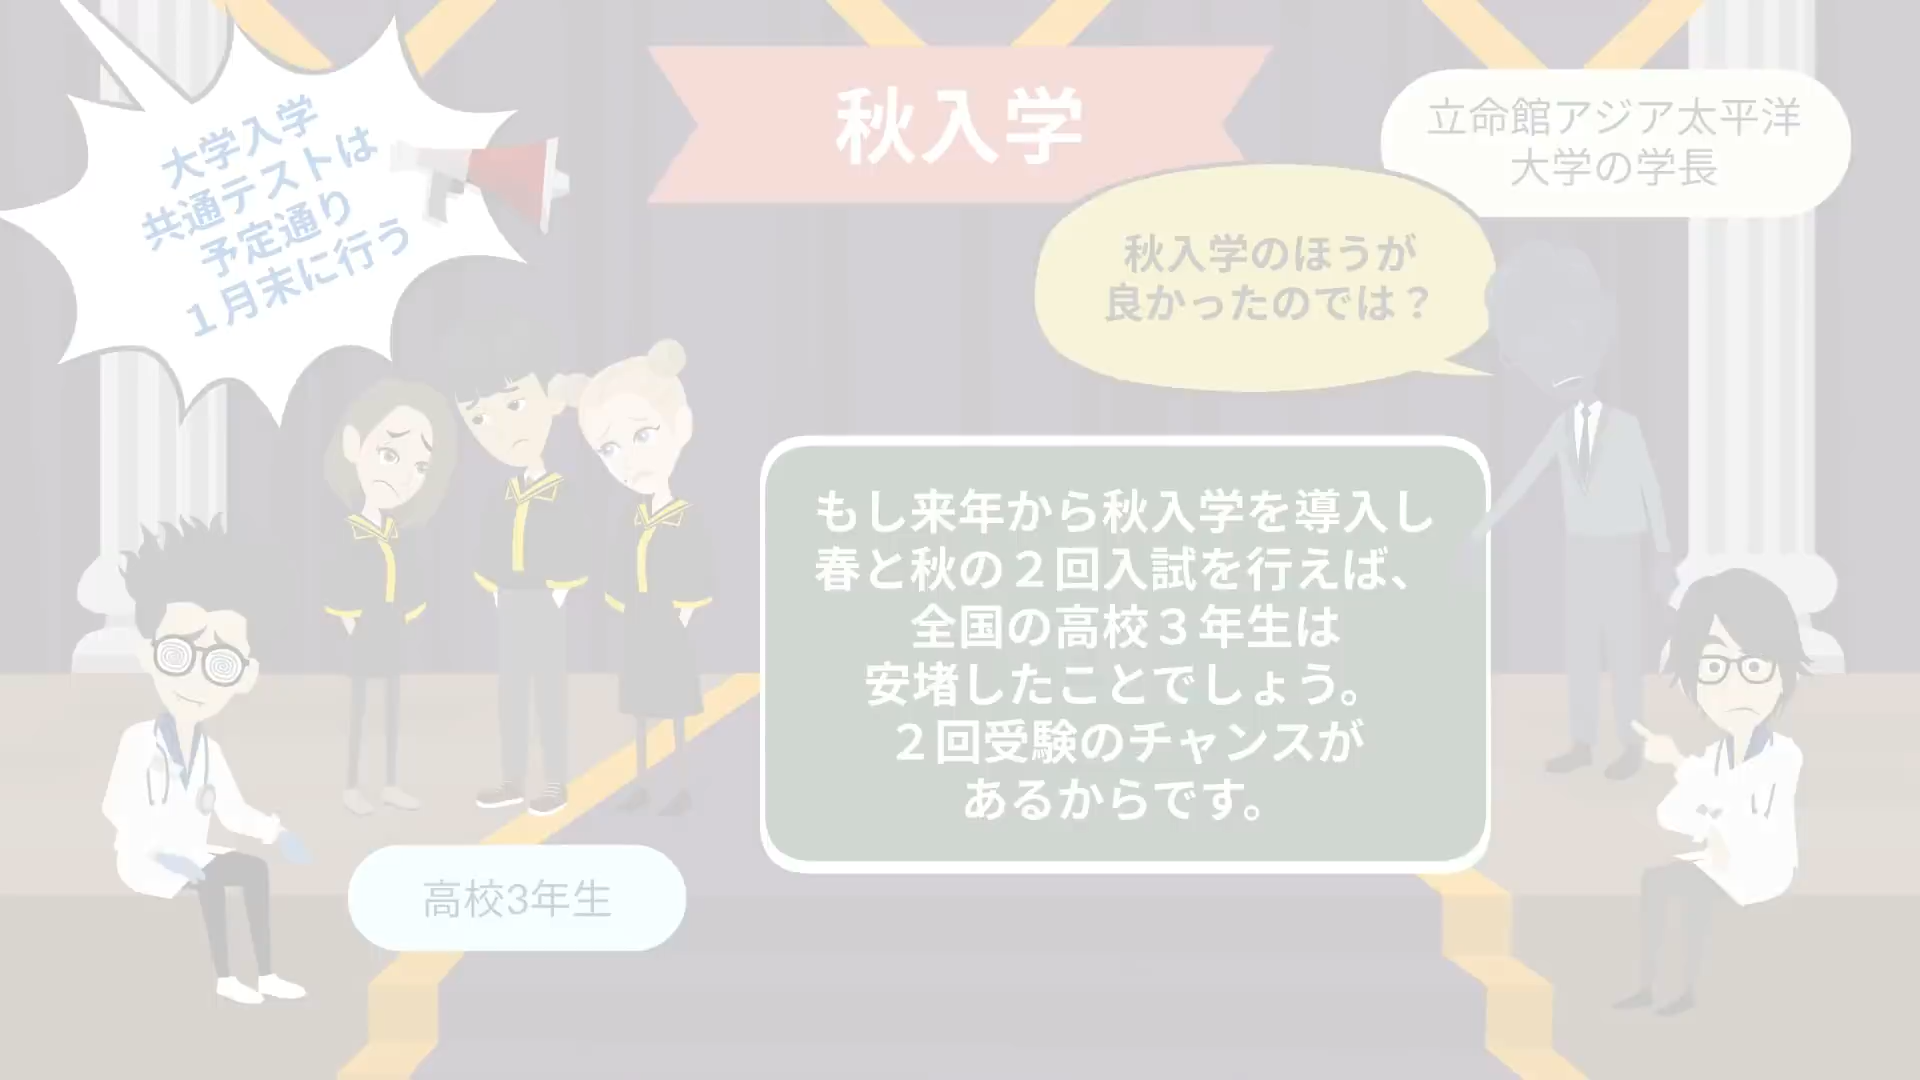 大学入学
共通テストは
予定通り
１月末に行う
秋入学
立命館アジア太平洋
大学の学長
秋入学のほうが
良かったのでは？
もし来年から秋入学を導入し
春と秋の２回入試を行えば、
全国の高校３年生は
安堵したことでしょう。
２回受験のチャンスが
あるからです。
高校3年生